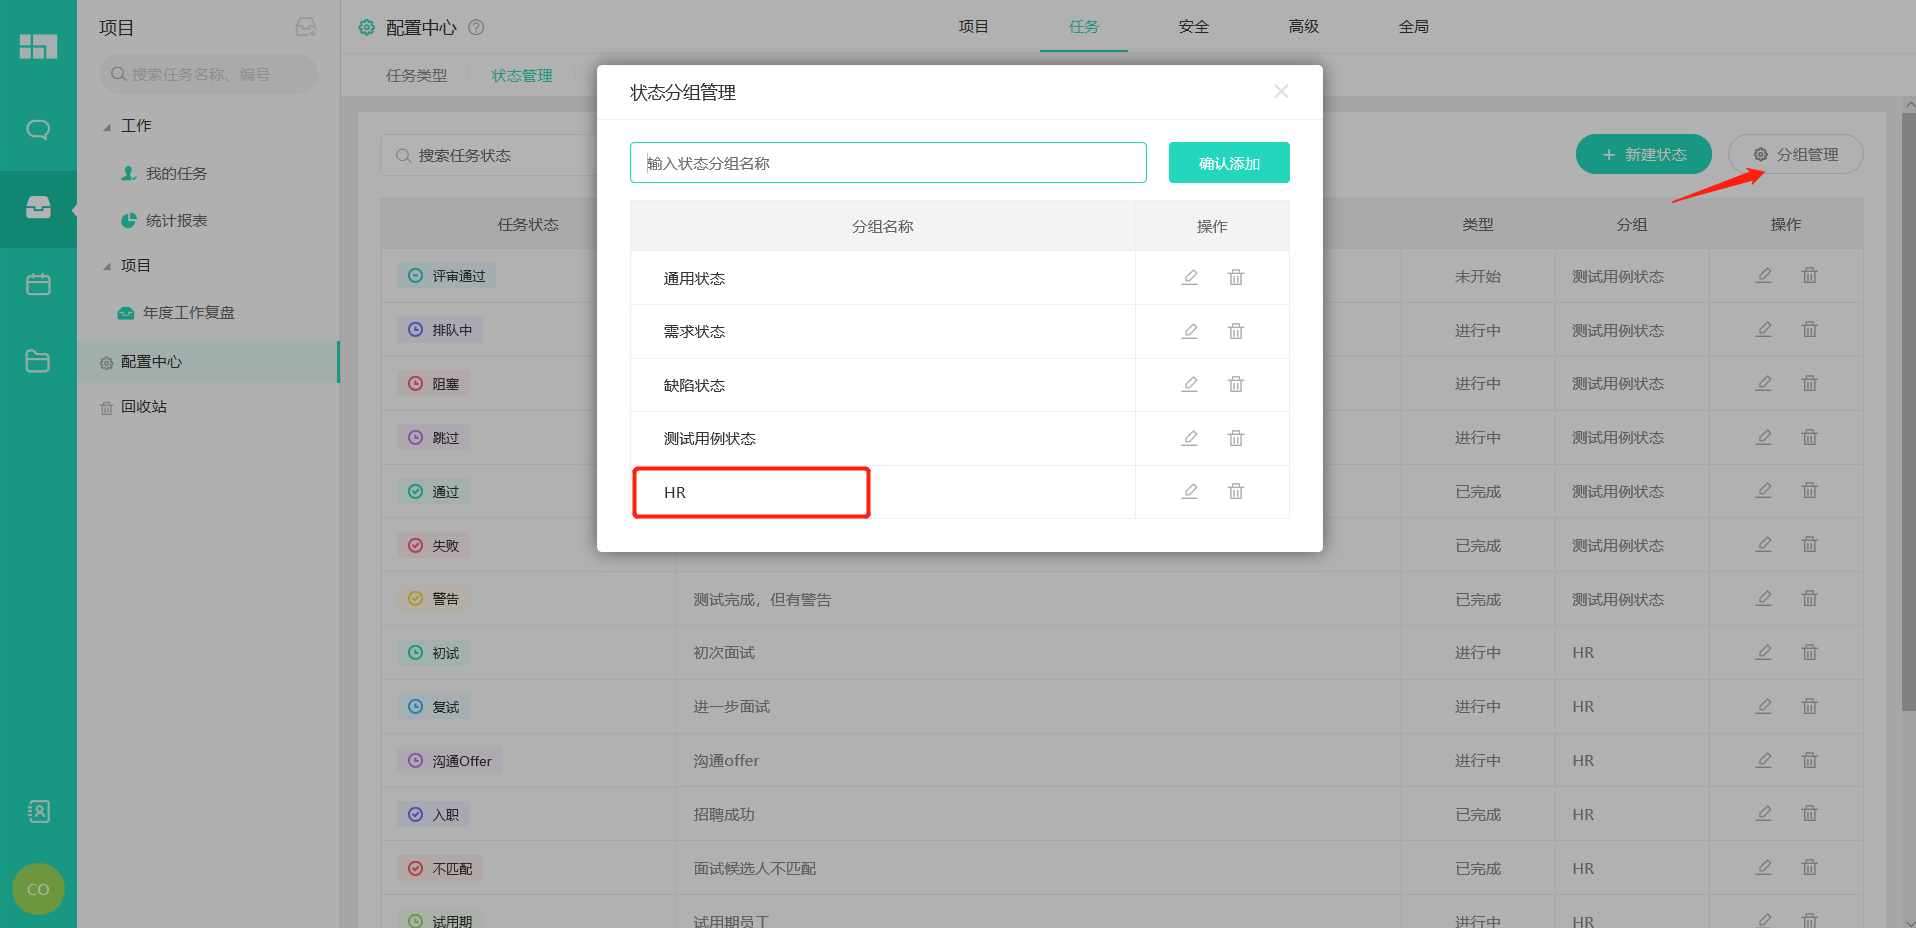 项目
搜索任务名称、编号
工作
我的任务
统计报表
项目
年度工作复盘
配置中心
回收站
CO
配置中心
项目 任务 安全 高级 全局
任务类型 状态管理
搜索任务状态
+ 新建状态 分组管理
任务状态 类型 分组 操作
评审通过 未开始 测试用例状态
排队中 进行中 测试用例状态
阻塞 进行中 测试用例状态
跳过 进行中 测试用例状态
通过 已完成 测试用例状态
失败 已完成 测试用例状态
警告 测试完成，但有警告 已完成 测试用例状态
初试 初次面试 进行中 HR
复试 进一步面试 进行中 HR
沟通Offer 沟通offer 进行中 HR
入职 招聘成功 已完成 HR
不匹配 面试候选人不匹配 已完成 HR
试用期 试用期员工 进行中 HR
状态分组管理
输入状态分组名称 确认添加
分组名称 操作
通用状态
需求状态
缺陷状态
测试用例状态
HR